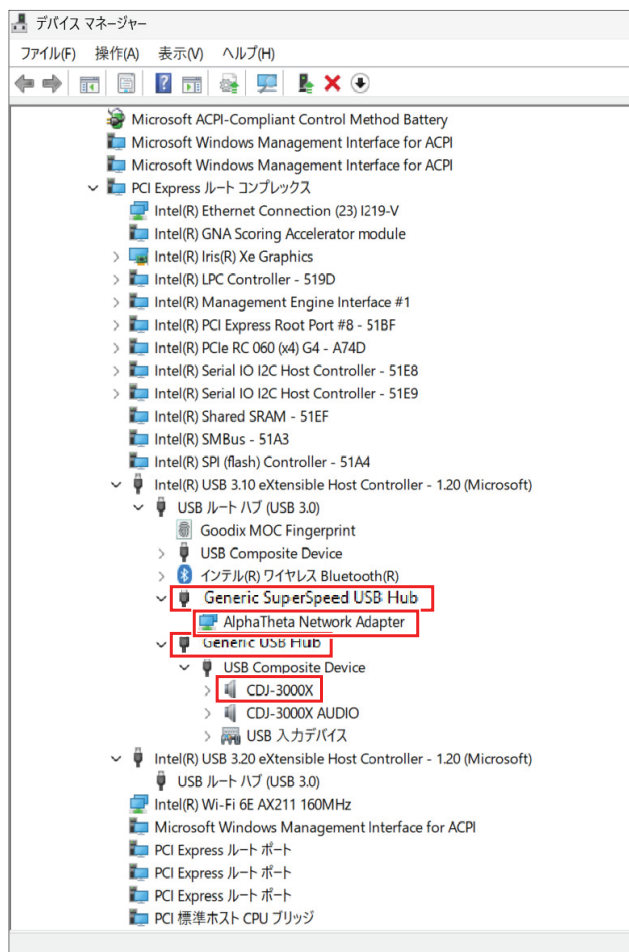 デバイス マネージャー
ファイル(F) 操作(A) 表示(V) ヘルプ(H)
Microsoft ACPI-Compliant Control Method Battery
Microsoft Windows Management Interface for ACPI
Microsoft Windows Management Interface for ACPI
PCI Express ルート コンプレックス
Intel(R) Ethernet Connection (23) I219-V
Intel(R) GNA Scoring Accelerator module
Intel(R) Iris(R) Xe Graphics
Intel(R) LPC Controller - 519D
Intel(R) Management Engine Interface #1
Intel(R) PCI Express Root Port #8 - 51BF
Intel(R) PCIe RC 060 (x4) G4 - A74D
Intel(R) Serial IO I2C Host Controller - 51E8
Intel(R) Serial IO I2C Host Controller - 51E9
Intel(R) Shared SRAM - 51EF
Intel(R) SMBus - 51A3
Intel(R) SPI (flash) Controller - 51A4
Intel(R) USB 3.10 eXtensible Host Controller - 1.20 (Microsoft)
USB ルート ハブ (USB 3.0)
Goodix MOC Fingerprint
USB Composite Device
インテル(R) ワイヤレス Bluetooth(R)
Generic SuperSpeed USB Hub
AlphaTheta Network Adapter
Generic USB Hub
USB Composite Device
CDJ-3000X
CDJ-3000X AUDIO
USB 入力デバイス
Intel(R) USB 3.20 eXtensible Host Controller - 1.20 (Microsoft)
USB ルート ハブ (USB 3.0)
Intel(R) Wi-Fi 6E AX211 160MHz
Microsoft Windows Management Interface for ACPI
PCI Express ルート ポート
PCI Express ルート ポート
PCI Express ルート ポート
PCI 標準ホスト CPU ブリッジ